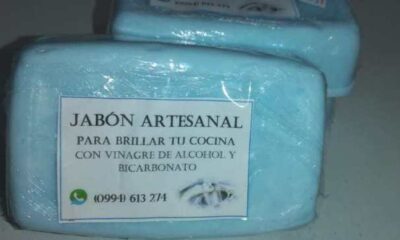 JABÓN ARTESANAL
PARA BRILLAR TU COCINA
CON VINAGRE DE ALCOHOL Y
BICARBONATO
(0994) 613 274